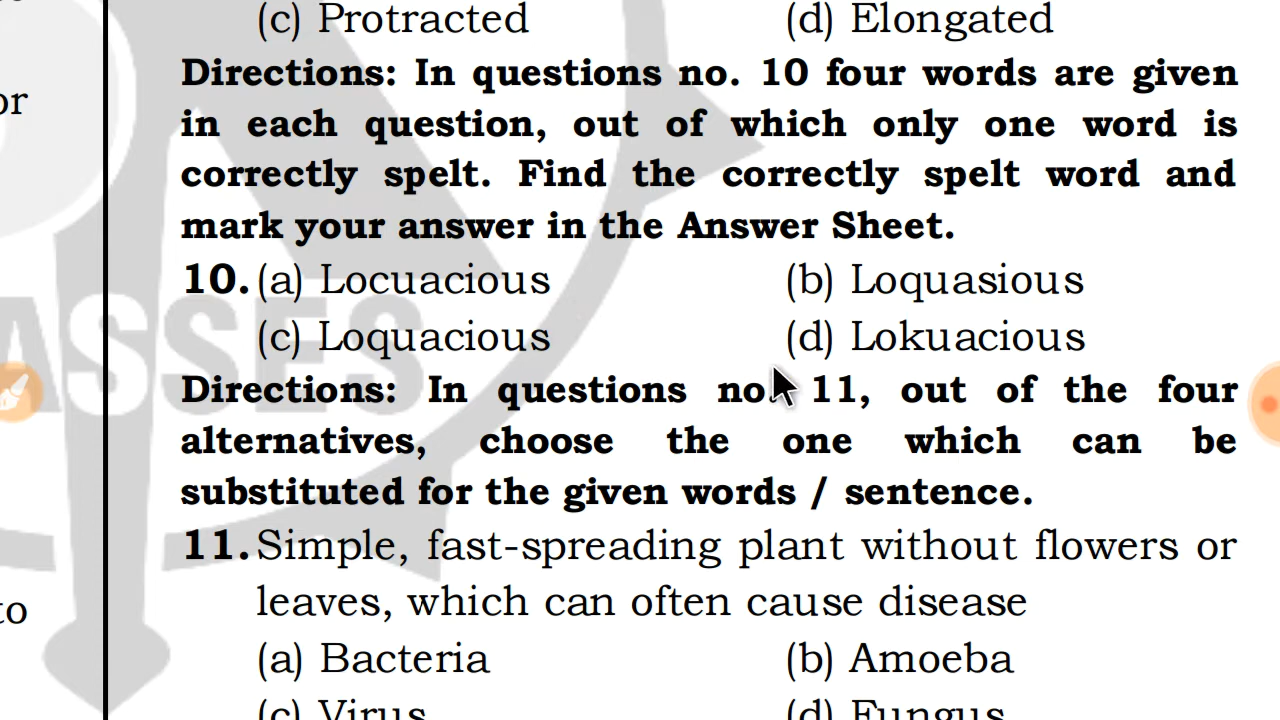 (c) Protracted (d) Elongated
or
Directions: In questions no. 10 four words are given
in each question, out of which only one word is
correctly spelt. Find the correctly spelt word and
mark your answer in the Answer Sheet.
10. (a) Locuacious (b) Loquasious
(c) Loquacious (d) Lokuacious
ASSES
Directions: In questions no. 11, out of the four
alternatives, choose the one which can be
substituted for the given words / sentence.
11. Simple, fast-spreading plant without flowers or
leaves, which can often cause disease
to
(a) Bacteria (b) Amoeba
(c) Virus (d) Fungus